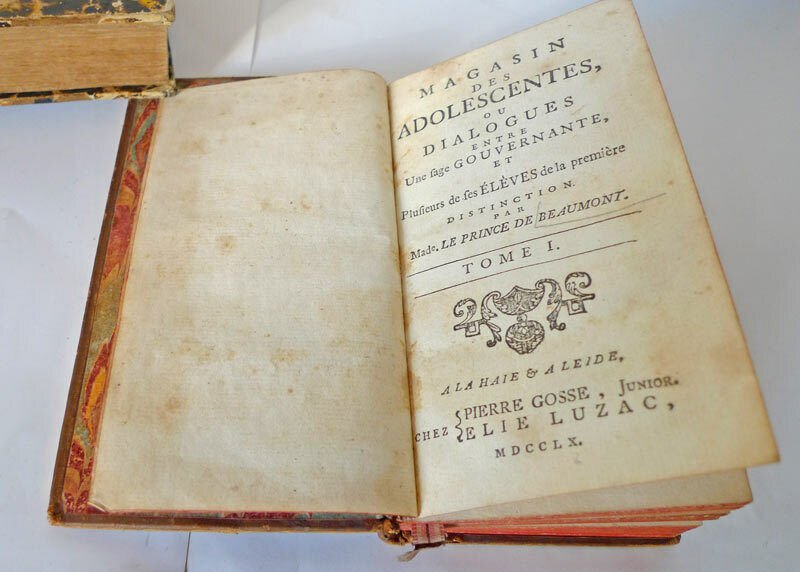 MAGASIN
DES
ADOLESCENTES,
OU
DIALOGUES
ENTRE
Une sage GOUVERNANTE,
ET
Plusieurs de ses ÉLÈVES de la première
DISTINCTION.
PAR
Made. LE PRINCE DE BEAUMONT.
TOME I.
A LA HAIE & A LEIDE,
CHEZ { PIERRE GOSSE, JUNIOR.
ELIE LUZAC,
MDCCLX.